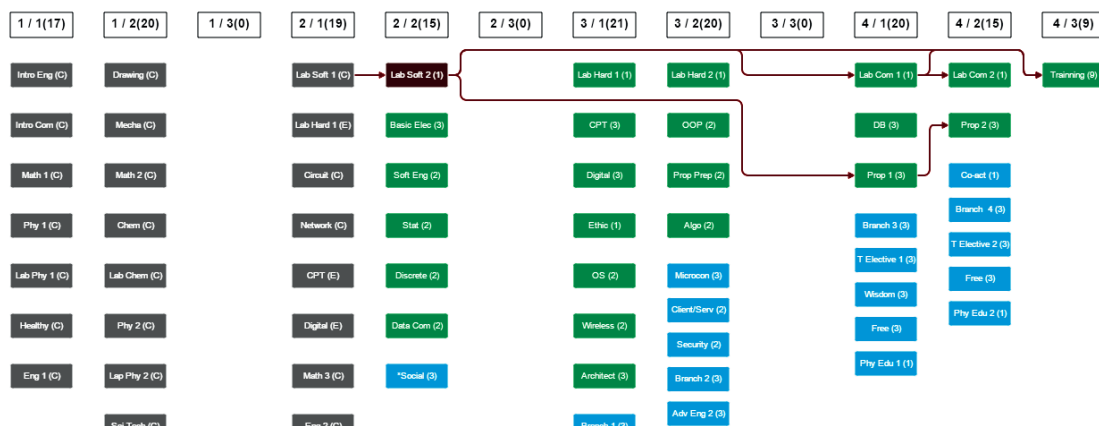 1 / 1(17)
1 / 2(20)
1 / 3(0)
2 / 1(19)
2 / 2(15)
2 / 3(0)
3 / 1(21)
3 / 2(20)
3 / 3(0)
4 / 1(20)
4 / 2(15)
4 / 3(9)
Intro Eng (C)
Drawing (C)
Lab Soft 1 (C)
Lab Soft 2 (1)
Lab Hard 1 (1)
Lab Hard 2 (1)
Lab Com 1 (1)
Lab Com 2 (1)
Trainning (9)
Intro Com (C)
Mecha (C)
Lab Hard 1 (E)
Basic Elec (3)
CPT (3)
OOP (2)
DB (3)
Prop 2 (3)
Math 1 (C)
Math 2 (C)
Circuit (C)
Soft Eng (2)
Digital (3)
Prop Prep (2)
Prop 1 (3)
Co-act (1)
Phy 1 (C)
Chem (C)
Network (C)
Stat (2)
Ethic (1)
Algo (2)
Branch 3 (3)
Branch 4 (3)
Lab Phy 1 (C)
Lab Chem (C)
CPT (E)
Discrete (2)
OS (2)
Microcon (3)
T Elective 1 (3)
T Elective 2 (3)
Healthy (C)
Phy 2 (C)
Digital (E)
Data Com (2)
Wireless (2)
Client/Serv (2)
Wisdom (3)
Free (3)
Eng 1 (C)
Lap Phy 2 (C)
Math 3 (C)
*Social (3)
Architect (3)
Security (2)
Free (3)
Phy Edu 2 (1)
Branch 2 (3)
Phy Edu 1 (1)
Sci Tech (C)
Eng 2 (C)
Branch 1 (3)
Adv Eng 2 (3)